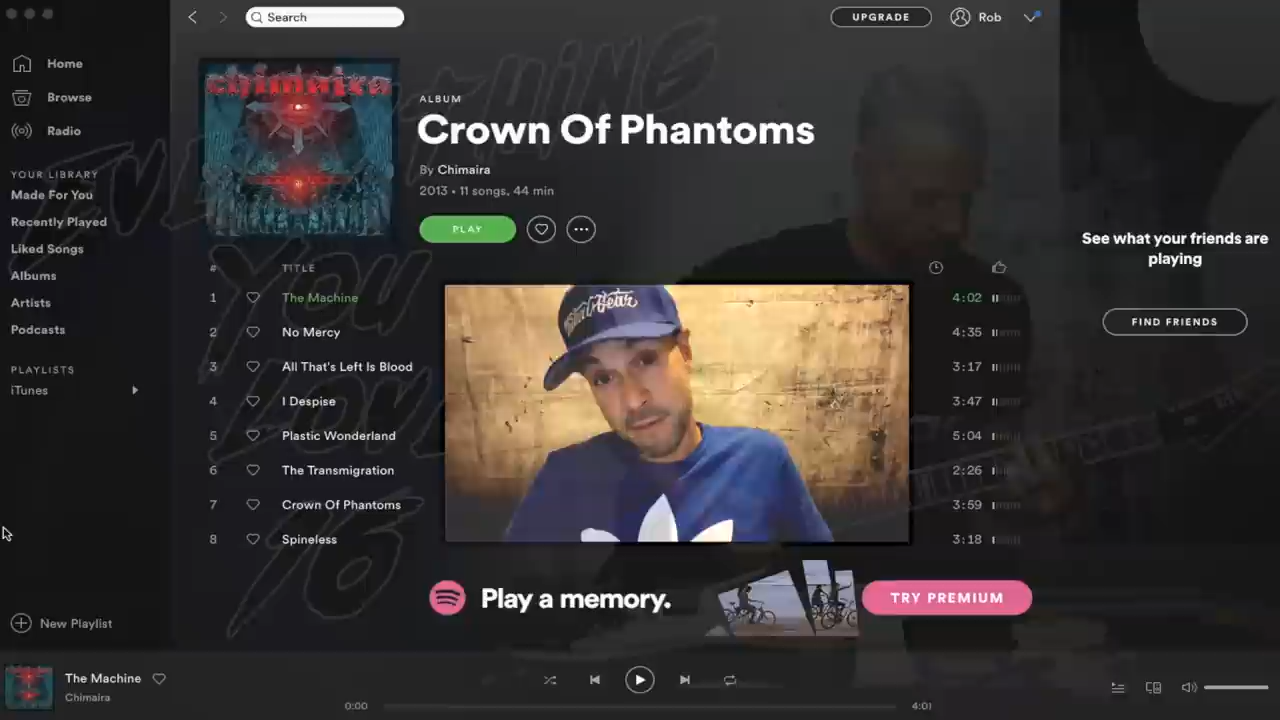 Search
UPGRADE
Rob
Home
Browse
Radio
YOUR LIBRARY
Made For You
Recently Played
Liked Songs
Albums
Artists
Podcasts
PLAYLISTS
iTunes
New Playlist
chimaira
ALBUM
Crown Of Phantoms
By Chimaira
2013 • 11 songs, 44 min
PLAY
# TITLE
1 The Machine 4:02
2 No Mercy 4:35
3 All That's Left Is Blood 3:17
4 I Despise 3:47
5 Plastic Wonderland 5:04
6 The Transmigration 2:26
7 Crown Of Phantoms 3:59
8 Spineless 3:18
See what your friends are
playing
FIND FRIENDS
Play a memory.
TRY PREMIUM
The Machine
Chimaira
0:00
4:01